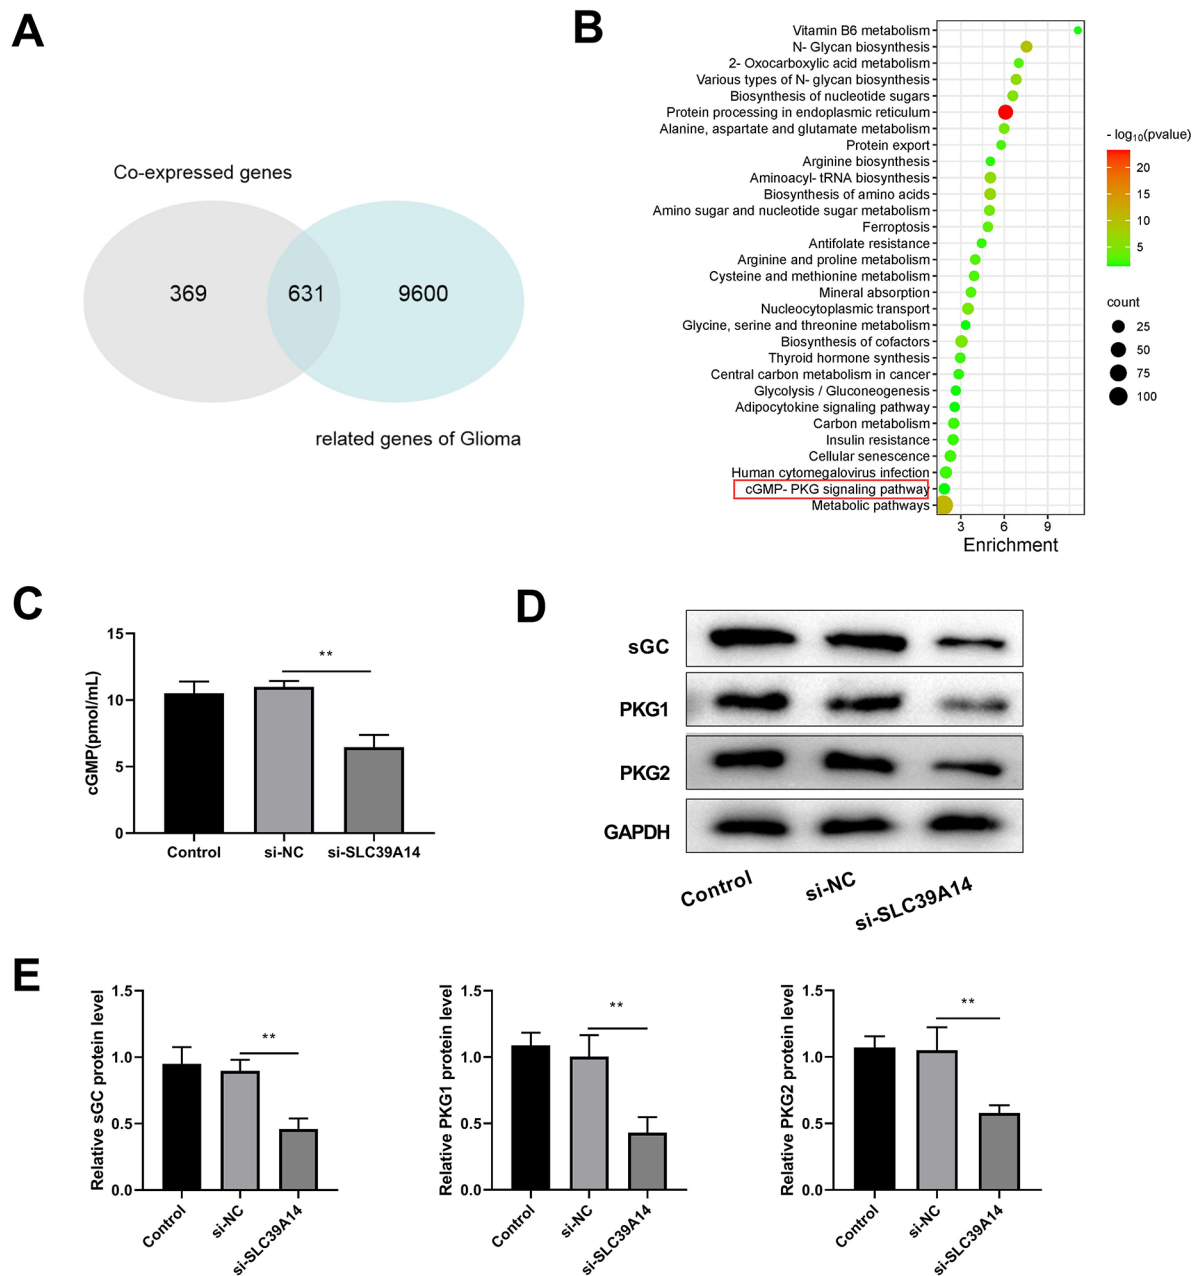 A
Co-expressed genes
369
631
9600
related genes of Glioma
B
Vitamin B6 metabolism
N- Glycan biosynthesis
2- Oxocarboxylic acid metabolism
Various types of N- glycan biosynthesis
Biosynthesis of nucleotide sugars
Protein processing in endoplasmic reticulum
Alanine, aspartate and glutamate metabolism
Protein export
Arginine biosynthesis
Aminoacyl- tRNA biosynthesis
Biosynthesis of amino acids
Amino sugar and nucleotide sugar metabolism
Ferroptosis
Antifolate resistance
Arginine and proline metabolism
Cysteine and methionine metabolism
Mineral absorption
Nucleocytoplasmic transport
Glycine, serine and threonine metabolism
Biosynthesis of cofactors
Thyroid hormone synthesis
Central carbon metabolism in cancer
Glycolysis / Gluconeogenesis
Adipocytokine signaling pathway
Carbon metabolism
Insulin resistance
Cellular senescence
Human cytomegalovirus infection
cGMP- PKG signaling pathway
Metabolic pathways
3 6 9
Enrichment
- log10(pvalue)
20
15
10
5
count
25
50
75
100
C
cGMP(pmol/mL)
15
10
5
0
**
Control si-NC si-SLC39A14
D
sGC
PKG1
PKG2
GAPDH
Control si-NC si-SLC39A14
E
Relative sGC protein level
1.5
1.0
0.5
0.0
**
Control si-NC si-SLC39A14
Relative PKG1 protein level
1.5
1.0
0.5
0.0
**
Control si-NC si-SLC39A14
Relative PKG2 protein level
1.5
1.0
0.5
0.0
**
Control si-NC si-SLC39A14